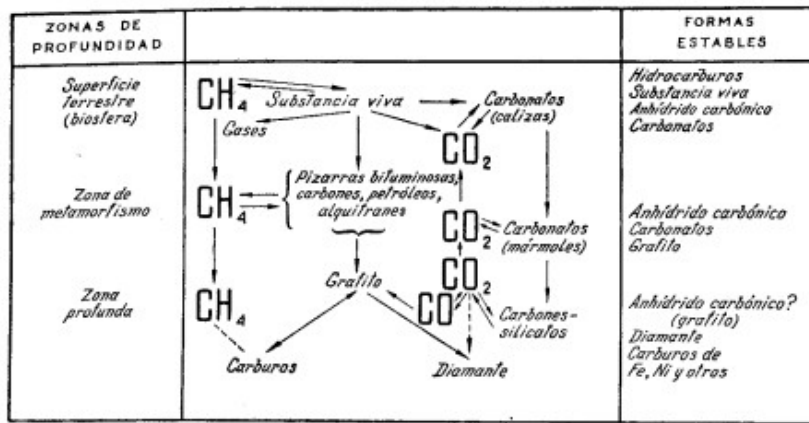 ZONAS DE
PROFUNDIDAD
FORMAS
ESTABLES
Superficie
terrestre
(biosfera)
CH4
Substancia viva
Gases
Carbonatos
(calizas)
CO2
Hidrocarburos
Substancia viva
Anhídrido carbónico
Carbonatos
Zona de
metamorfismo
CH4
Pizarras bituminosas,
carbones, petróleos,
alquitranes
CO2
Carbonatos
(mármoles)
Anhídrido carbónico
Carbonatos
Grafito
Zona
profunda
CH4
Grafito
CO
CO2
Carbones-
silicatos
Carburos
Diamante
Anhídrido carbónico?
(grafito)
Diamante
Carburos de
Fe, Ni y otros